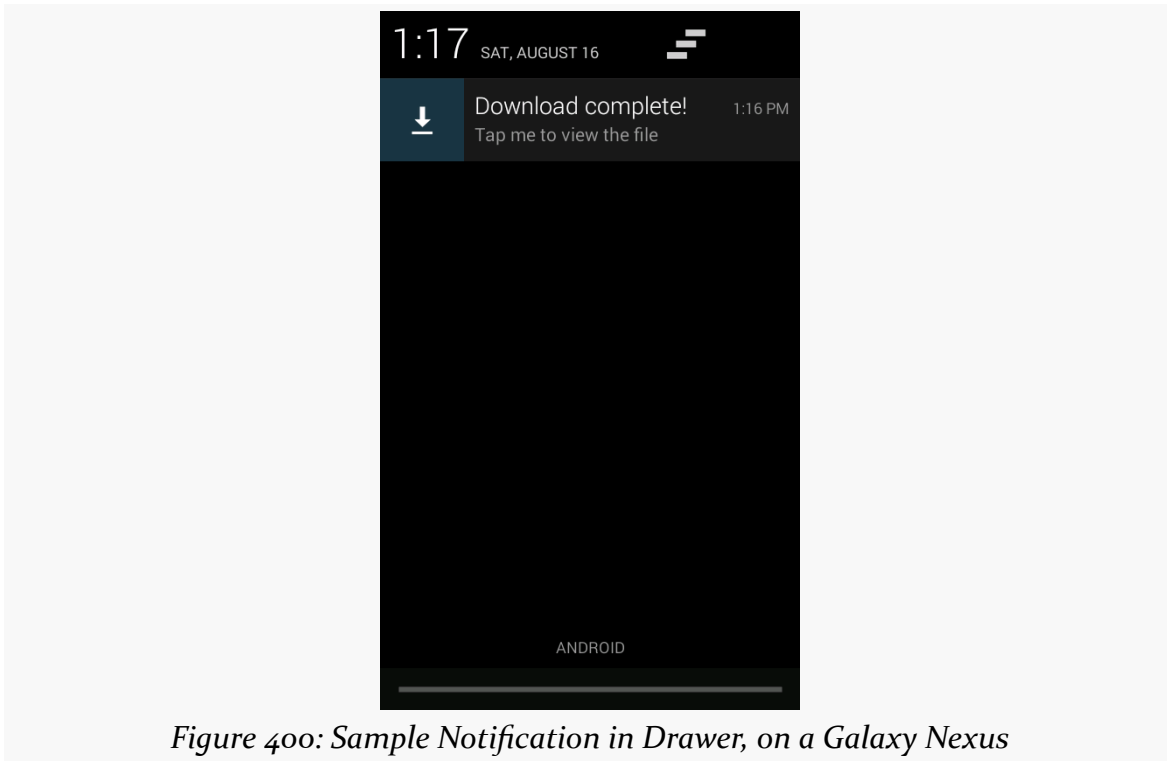 1:17 SAT, AUGUST 16
Download complete! 1:16 PM
Tap me to view the file
ANDROID
Figure 400: Sample Notification in Drawer, on a Galaxy Nexus